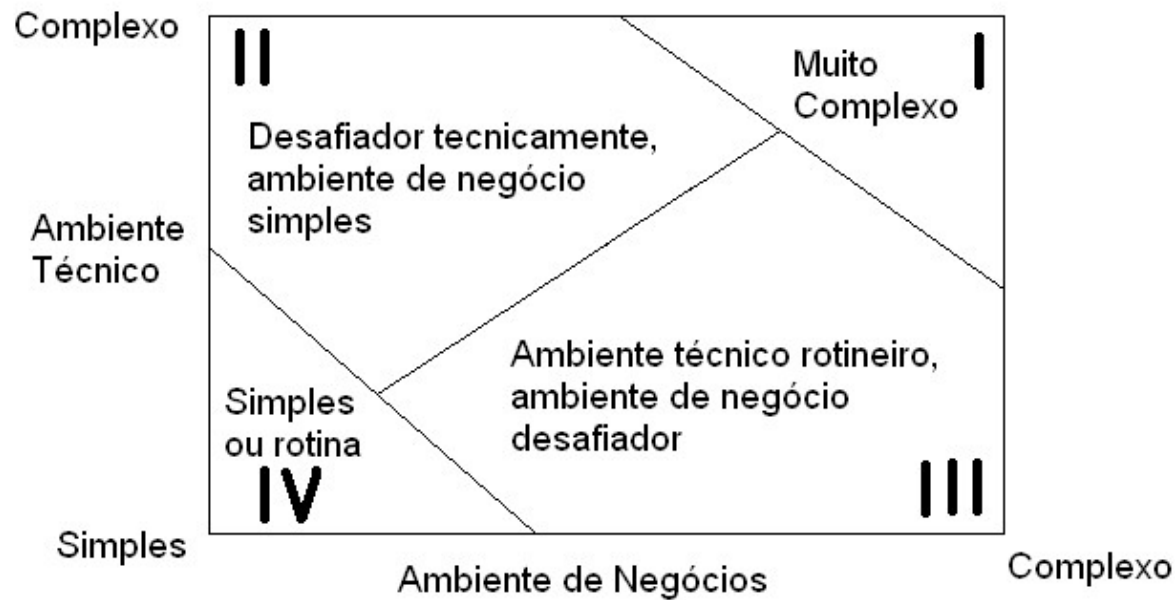 Complexo
II
I
Muito
Complexo
Desafiador tecnicamente,
ambiente de negócio
simples
Ambiente
Técnico
Ambiente técnico rotineiro,
ambiente de negócio
desafiador
Simples
ou rotina
IV
III
Simples
Ambiente de Negócios
Complexo